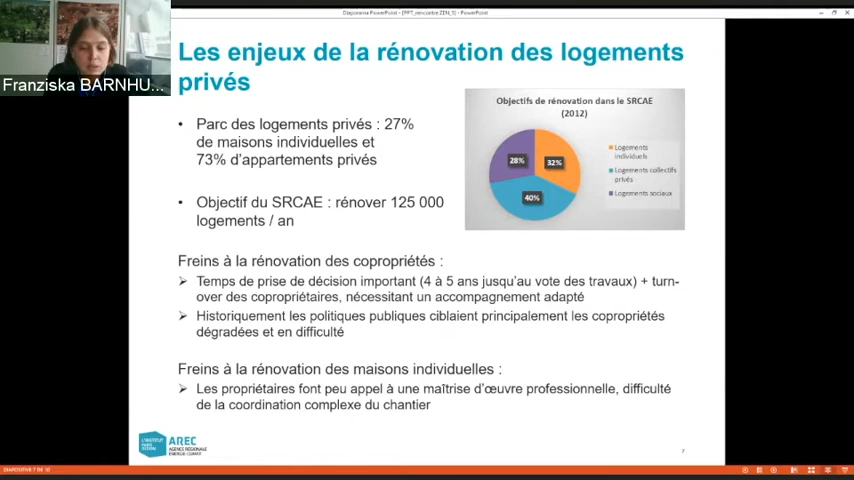 Diaporama PowerPoint - [PPT_rencontre ZEN_5] - PowerPoint
Franziska BARNHU...
Les enjeux de la rénovation des logements
privés
• Parc des logements privés : 27%
de maisons individuelles et
73% d'appartements privés
• Objectif du SRCAE : rénover 125 000
logements / an
Objectifs de rénovation dans le SRCAE
(2012)
28%
32%
40%
Logements
individuels
Logements collectifs
privés
Logements sociaux
Freins à la rénovation des copropriétés :
➢ Temps de prise de décision important (4 à 5 ans jusqu'au vote des travaux) + turn-
over des copropriétaires, nécessitant un accompagnement adapté
➢ Historiquement les politiques publiques ciblaient principalement les copropriétés
dégradées et en difficulté
Freins à la rénovation des maisons individuelles :
➢ Les propriétaires font peu appel à une maîtrise d'œuvre professionnelle, difficulté
de la coordination complexe du chantier
L'INSTITUT
PARIS
REGION
AREC
AGENCE RÉGIONALE
ÉNERGIE-CLIMAT
7
DIAPOSITIVE 7 DE 10